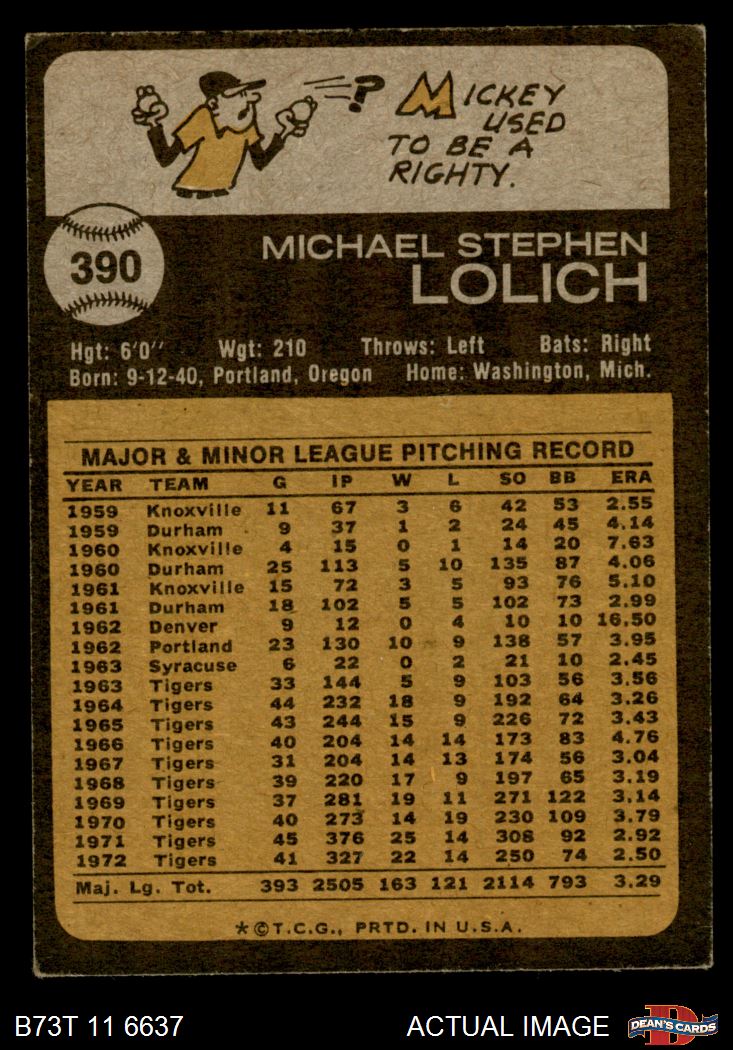 ?
MICKEY
USED
TO BE A
RIGHTY.
390
MICHAEL STEPHEN
LOLICH
Hgt: 6'0" Wgt: 210 Throws: Left Bats: Right
Born: 9-12-40, Portland, Oregon Home: Washington, Mich.
MAJOR & MINOR LEAGUE PITCHING RECORD
YEAR TEAM G IP W L SO BB ERA
1959 Knoxville 11 67 3 6 42 53 2.55
1959 Durham 9 37 1 2 24 45 4.14
1960 Knoxville 4 15 0 1 14 20 7.63
1960 Durham 25 113 5 10 135 87 4.06
1961 Knoxville 15 72 3 5 93 76 5.10
1961 Durham 18 102 5 5 102 73 2.99
1962 Denver 9 12 0 4 10 10 16.50
1962 Portland 23 130 10 9 138 57 3.95
1963 Syracuse 6 22 0 2 21 10 2.45
1963 Tigers 33 144 5 9 103 56 3.56
1964 Tigers 44 232 18 9 192 64 3.26
1965 Tigers 43 244 15 9 226 72 3.43
1966 Tigers 40 204 14 14 173 83 4.76
1967 Tigers 31 204 14 13 174 56 3.04
1968 Tigers 39 220 17 9 197 65 3.19
1969 Tigers 37 281 19 11 271 122 3.14
1970 Tigers 40 273 14 19 230 109 3.79
1971 Tigers 45 376 25 14 308 92 2.92
1972 Tigers 41 327 22 14 250 74 2.50
Maj. Lg. Tot. 393 2505 163 121 2114 793 3.29
*©T.C.G., PRTD. IN U.S.A.
B73T 11 6637 ACTUAL IMAGE D DEAN'S CARDS